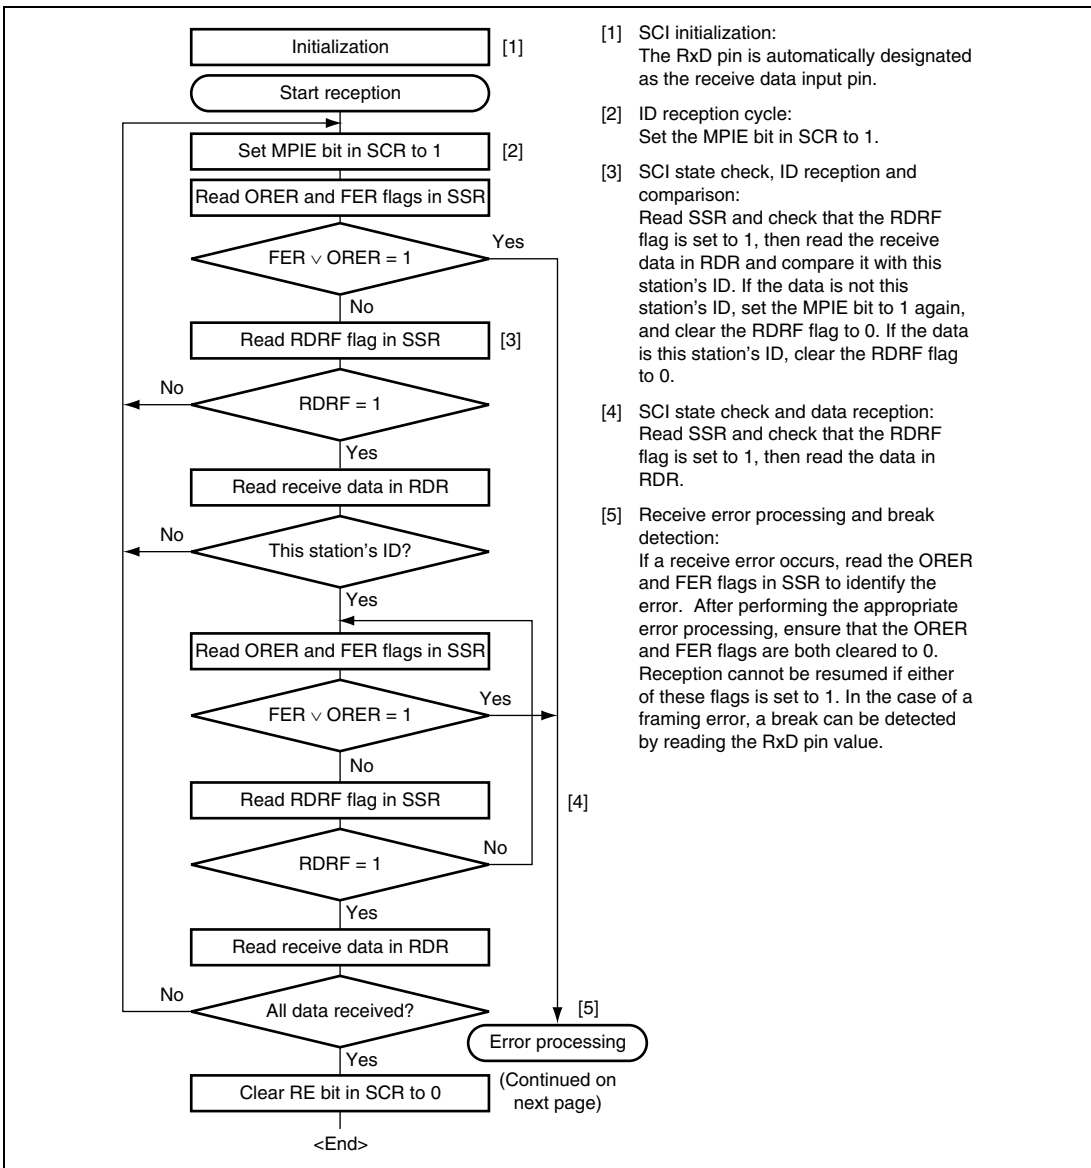 Initialization
[1]
Start reception
Set MPIE bit in SCR to 1
[2]
Read ORER and FER flags in SSR
FER ∨ ORER = 1
Yes
No
Read RDRF flag in SSR
[3]
No
RDRF = 1
Yes
Read receive data in RDR
No
This station's ID?
Yes
Read ORER and FER flags in SSR
FER ∨ ORER = 1
Yes
No
Read RDRF flag in SSR
[4]
RDRF = 1
No
Yes
Read receive data in RDR
No
All data received?
[5]
Error processing
Yes
(Continued on
next page)
Clear RE bit in SCR to 0
<End>
[1] SCI initialization:
The RxD pin is automatically designated
as the receive data input pin.
[2] ID reception cycle:
Set the MPIE bit in SCR to 1.
[3] SCI state check, ID reception and
comparison:
Read SSR and check that the RDRF
flag is set to 1, then read the receive
data in RDR and compare it with this
station's ID. If the data is not this
station's ID, set the MPIE bit to 1 again,
and clear the RDRF flag to 0. If the data
is this station's ID, clear the RDRF flag
to 0.
[4] SCI state check and data reception:
Read SSR and check that the RDRF
flag is set to 1, then read the data in
RDR.
[5] Receive error processing and break
detection:
If a receive error occurs, read the ORER
and FER flags in SSR to identify the
error. After performing the appropriate
error processing, ensure that the ORER
and FER flags are both cleared to 0.
Reception cannot be resumed if either
of these flags is set to 1. In the case of a
framing error, a break can be detected
by reading the RxD pin value.